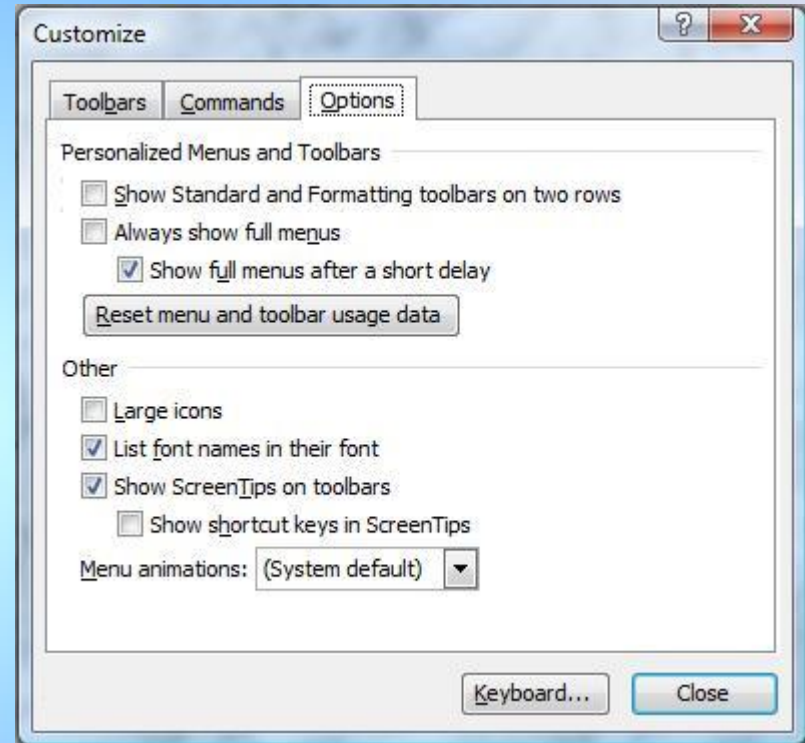 Customize
Toolbars Commands Options
Personalized Menus and Toolbars
Show Standard and Formatting toolbars on two rows
Always show full menus
Show full menus after a short delay
Reset menu and toolbar usage data
Other
Large icons
List font names in their font
Show ScreenTips on toolbars
Show shortcut keys in ScreenTips
Menu animations: (System default)
Keyboard... Close